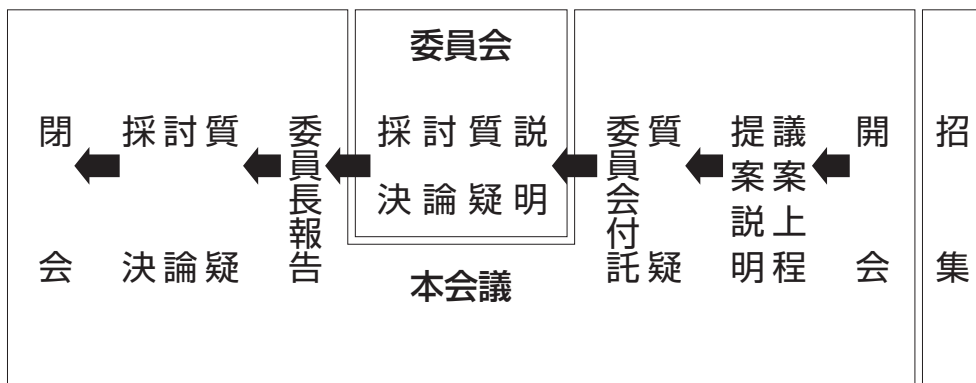 招集
開会
議案上程
提案説明
質疑
委員会付託
委員会
説明
質疑
討論
採決
委員長報告
質疑
討論
採決
閉会
本会議